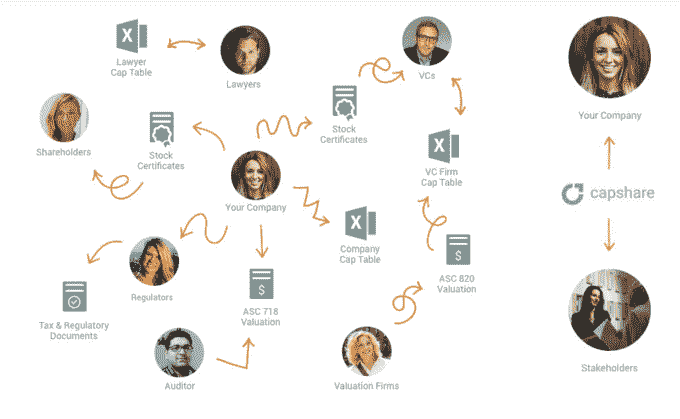 Lawyer
Cap Table
Lawyers
VCs
Your Company
Shareholders
Stock
Certificates
Stock
Certificates
VC Firm
Cap Table
Your Company
capshare
Company
Cap Table
Regulators
ASC 820
Valuation
Tax & Regulatory
Documents
ASC 718
Valuation
Auditor
Valuation Firms
Stakeholders
X
X
X
$
$